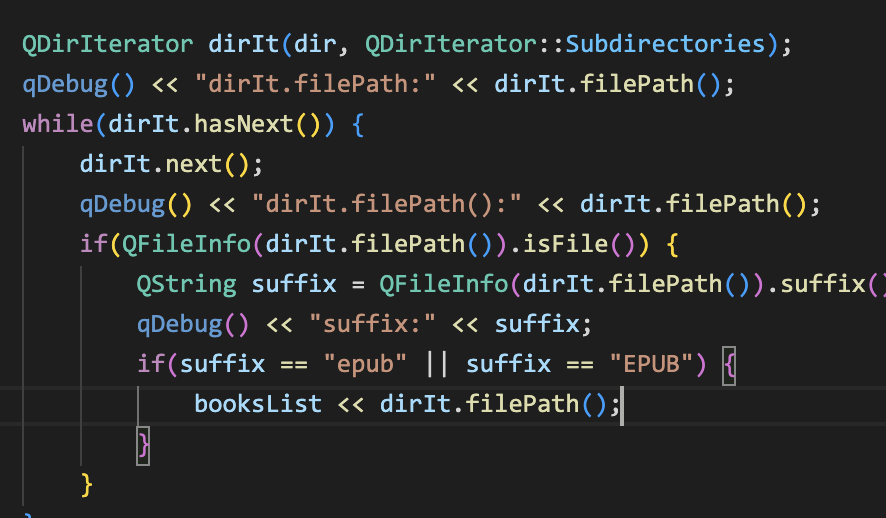 QDirIterator dirIt(dir, QDirIterator::Subdirectories);
qDebug() << "dirIt.filePath:" << dirIt.filePath();
while(dirIt.hasNext()) {
dirIt.next();
qDebug() << "dirIt.filePath():" << dirIt.filePath();
if(QFileInfo(dirIt.filePath()).isFile()) {
QString suffix = QFileInfo(dirIt.filePath()).suffix()
qDebug() << "suffix:" << suffix;
if(suffix == "epub" || suffix == "EPUB") {
booksList << dirIt.filePath();
}
}
}